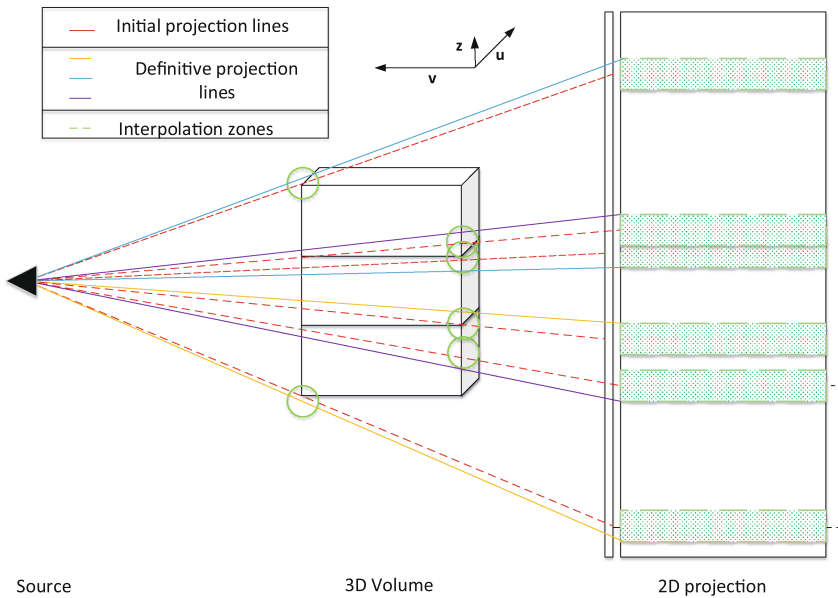 Initial projection lines
Definitive projection
lines
Interpolation zones
z
u
v
Source
3D Volume
2D projection